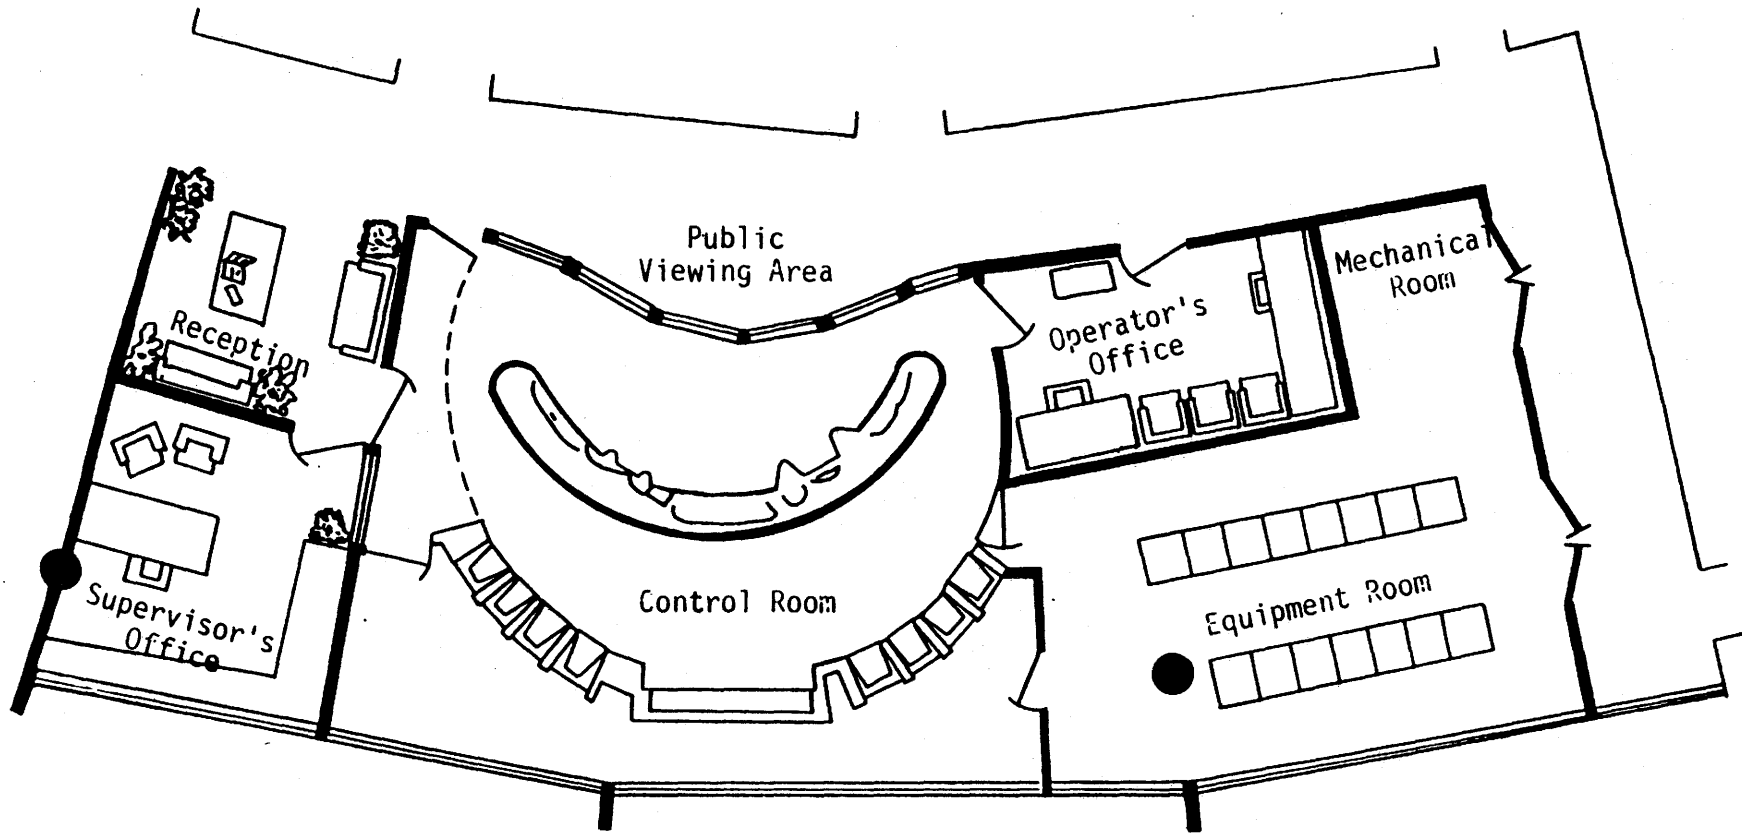 Public
Viewing Area
Mechanical
Room
Reception
Operator's
Office
Control Room
Equipment Room
Supervisor's
Office